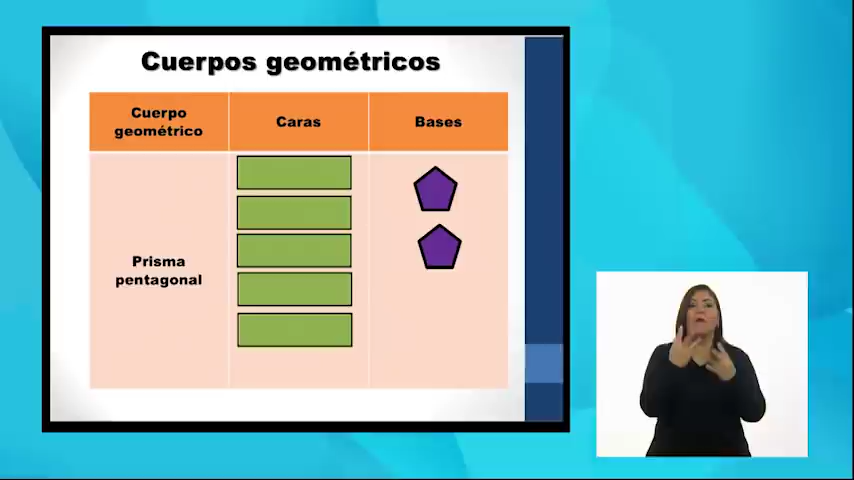 Cuerpos geométricos
Cuerpo
geométrico
Caras
Bases
Prisma
pentagonal